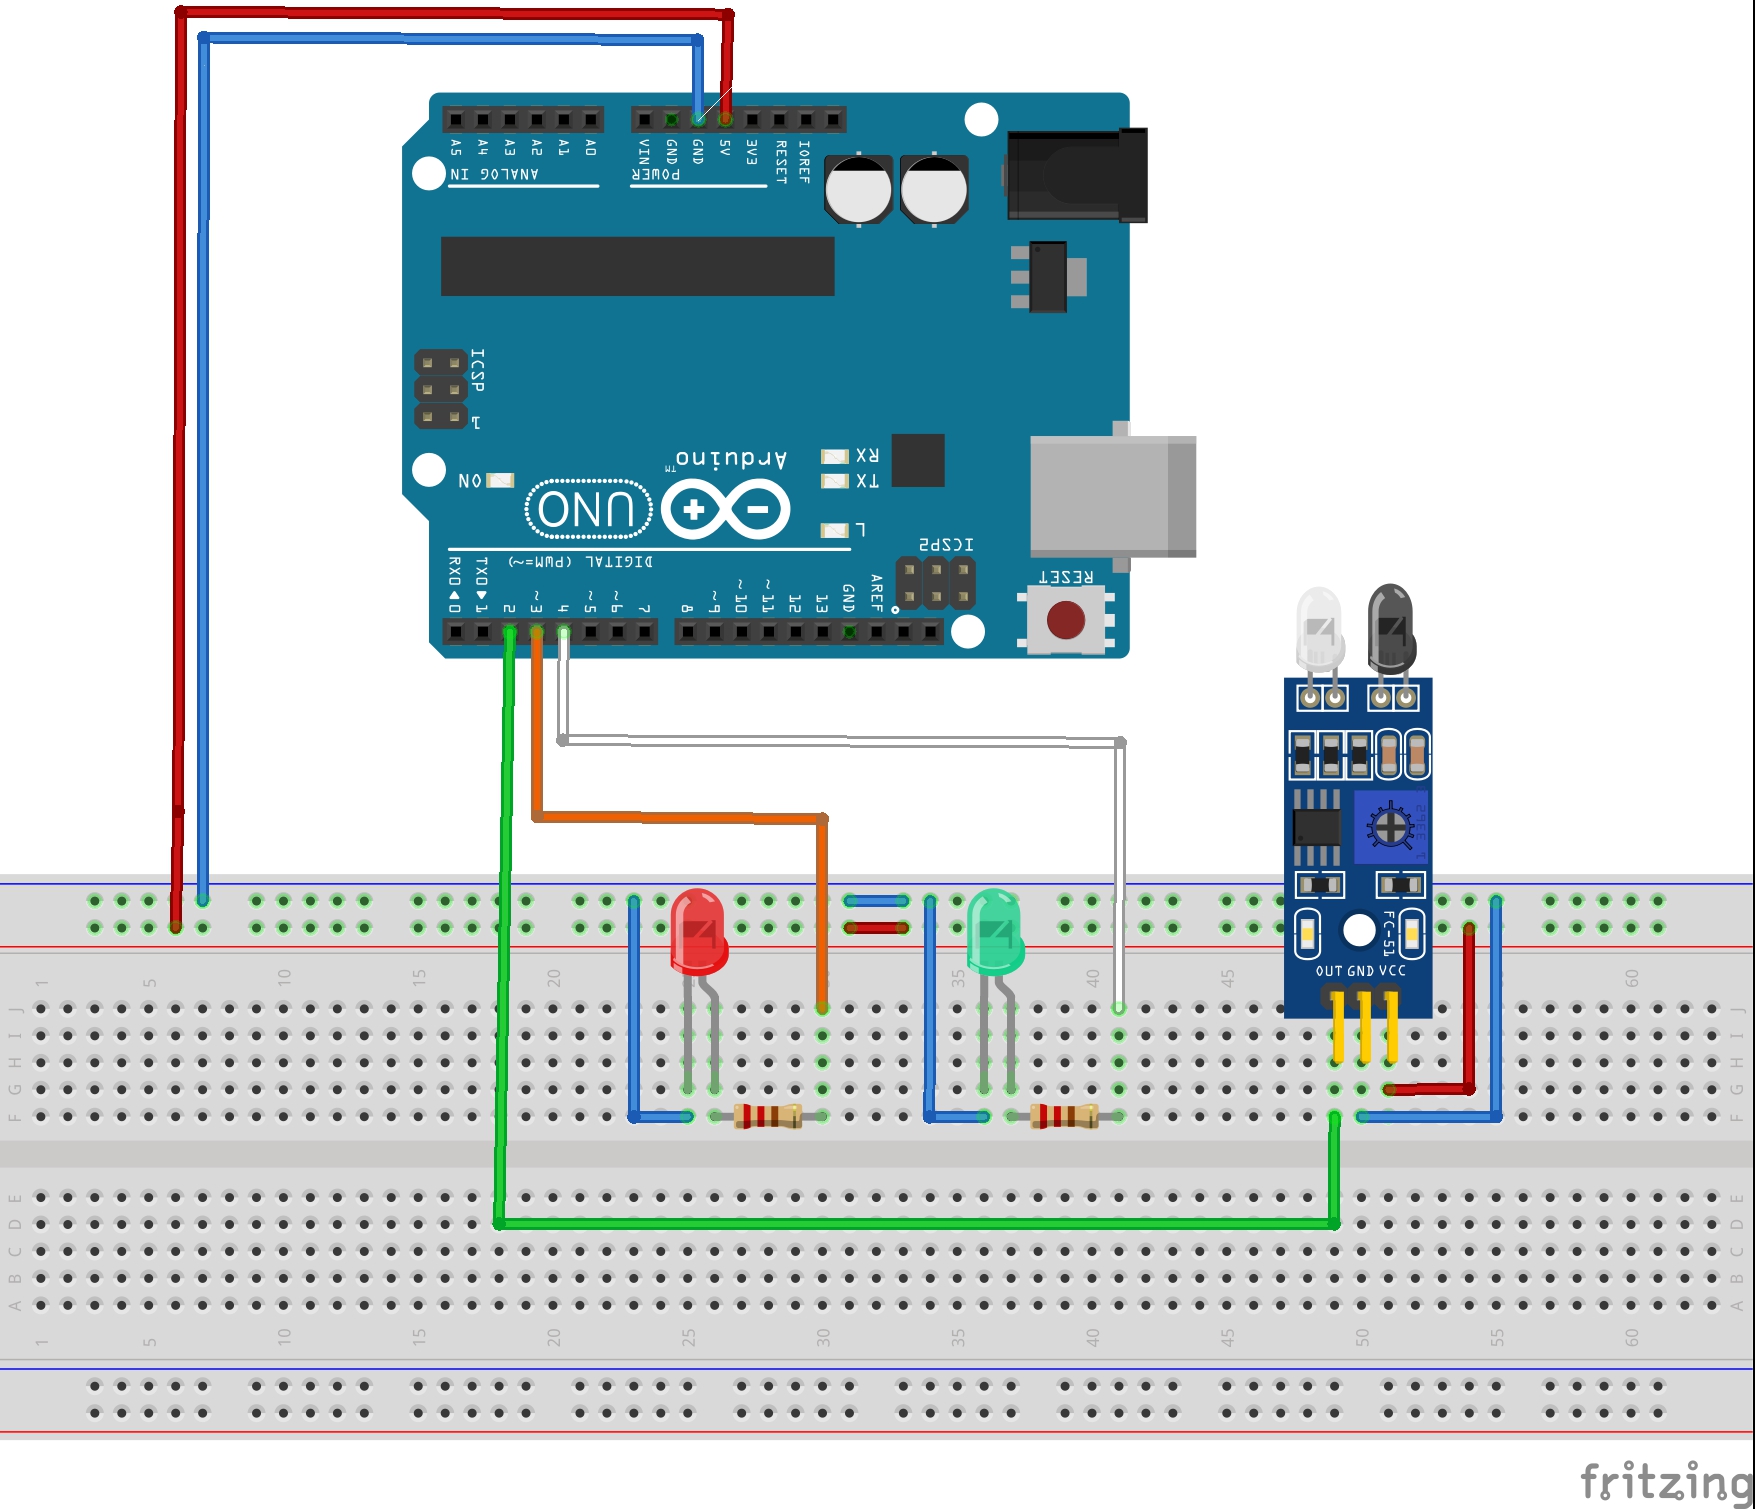 A5 A4 A3 A2 A1 A0
VIN GND GND 5V 3V3 RESET IOREF
ANALOG IN
POWER
ICSP
1
Arduino™
RX
TX
ON
UNO
L
ICSP2
DIGITAL (PWM=~)
RESET
RX0◀0 TX0▶1 2 ~3 4 ~5 ~6 7 8 ~9 ~10 ~11 12 13 GND AREF
FC-51
OUT GND VCC
1 5 10 15 20 25 30 35 40 45 50 55 60
J J
I I
H H
G G
F F
E E
D D
C C
B B
A A
1 5 10 15 20 25 30 35 40 45 50 55 60
fritzing